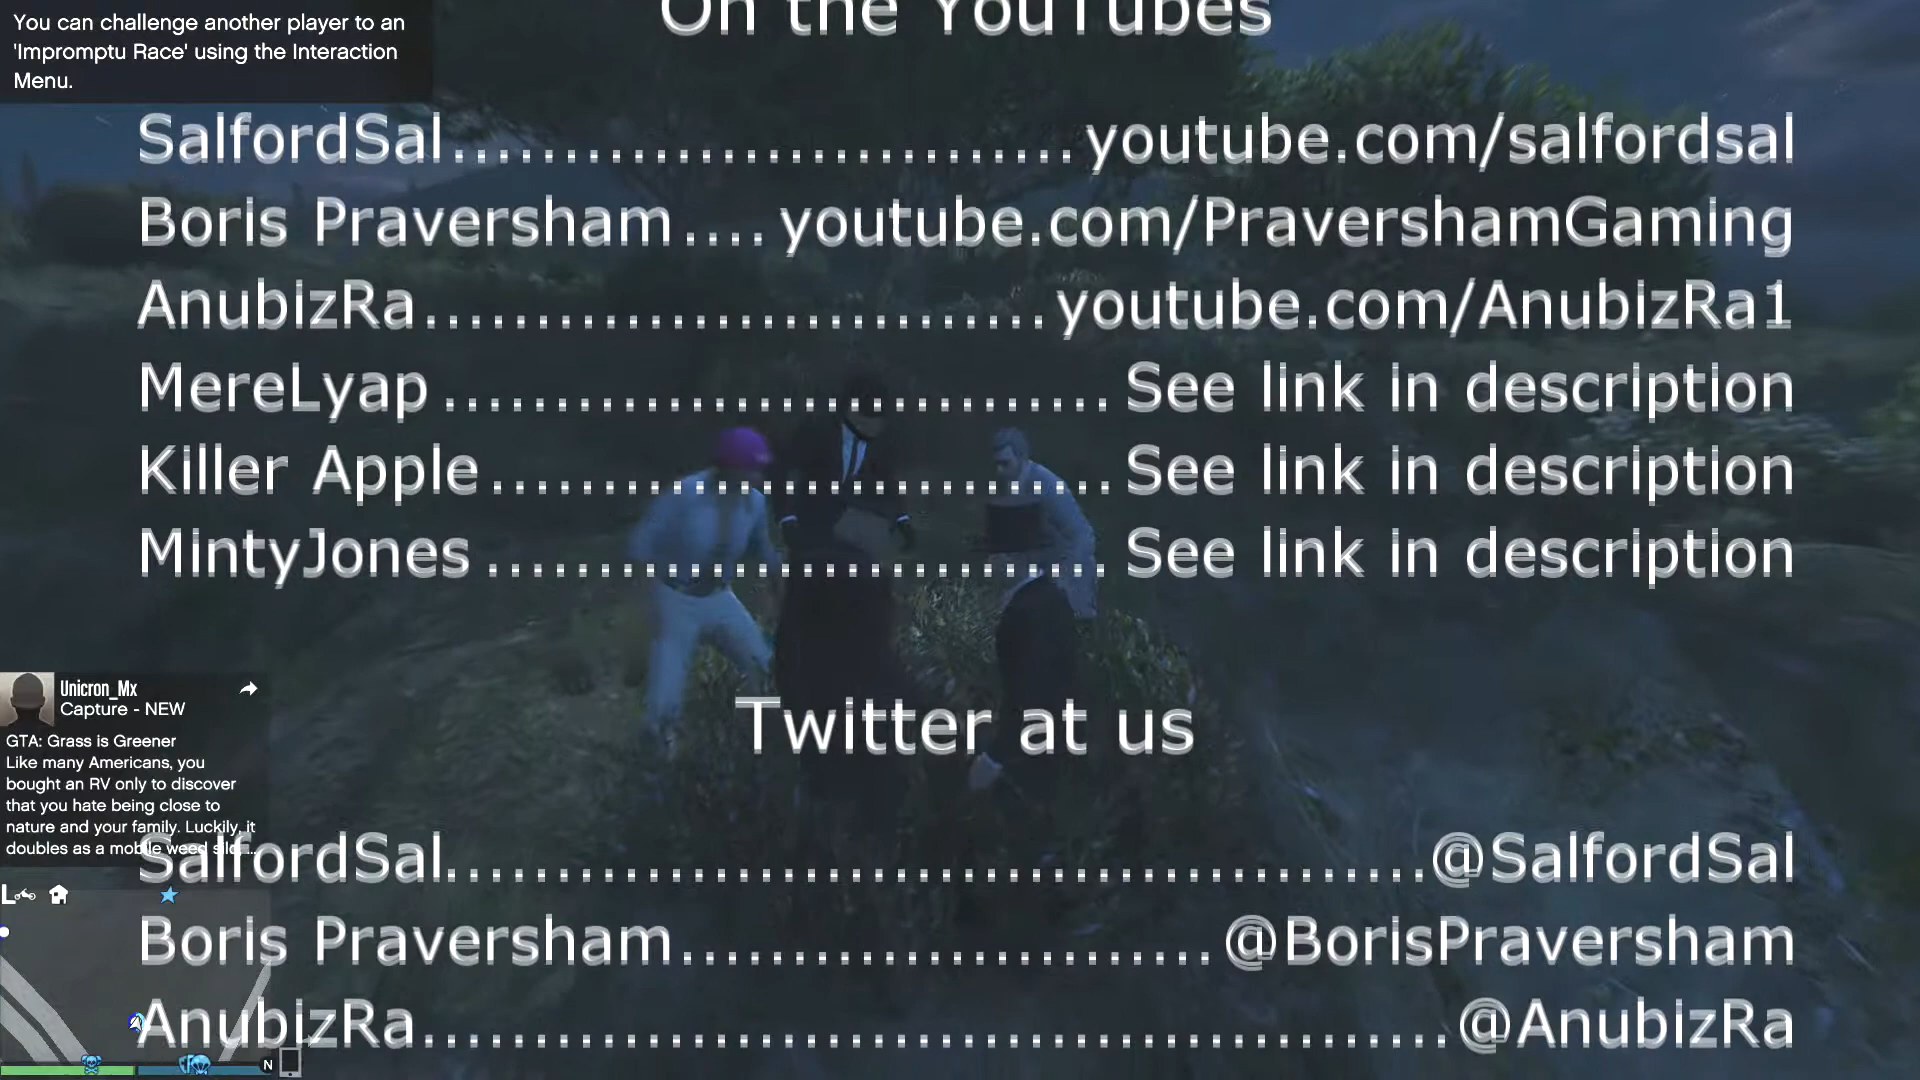 You can challenge another player to an
'Impromptu Race' using the Interaction
Menu.
On the YouTubes
SalfordSal...........................youtube.com/salfordsal
Boris Praversham....youtube.com/PravershamGaming
AnubizRa...........................youtube.com/AnubizRa1
MereLyap.............................See link in description
Killer Apple...........................See link in description
MintyJones...........................See link in description
Twitter at us
Unicron_Mx
Capture - NEW
GTA: Grass is Greener
Like many Americans, you
bought an RV only to discover
that you hate being close to
nature and your family. Luckily, it
doubles as a mobile weed silo, ...
SalfordSal...........................................@SalfordSal
Boris Praversham.......................@BorisPraversham
AnubizRa.............................................@AnubizRa
L
N